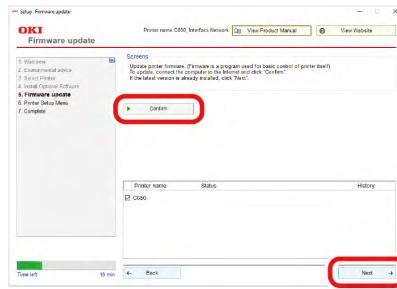 Setup -Firmware update-
OKI
Firmware update
Printer name C650, Interface Network
View Product Manual
View Website
1. Welcome
2. Environmental advice
3. Select Printer
4. Install Optional Software
5. Firmware update
6. Printer Setup Menu
7. Complete
Screens
Update printer firmware. (Firmware is a program used for basic control of printer itself)
To update, connect the computer to the Internet and click "Confirm".
If the latest version is already installed, click "Next".
Confirm
Printer name Status History
C650
Time left: 10 min
Back
Next